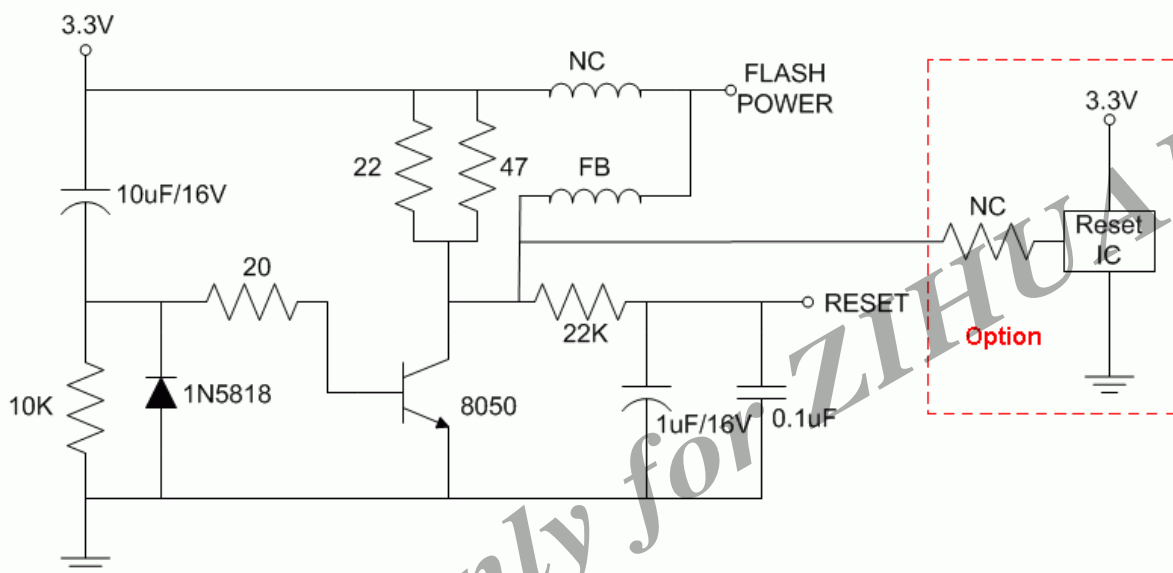 3.3V
NC
FLASH
POWER
3.3V
22
47
FB
10uF/16V
NC
Reset
IC
20
RESET
22K
Option
10K
1N5818
8050
1uF/16V
0.1uF
only for ZIHUA